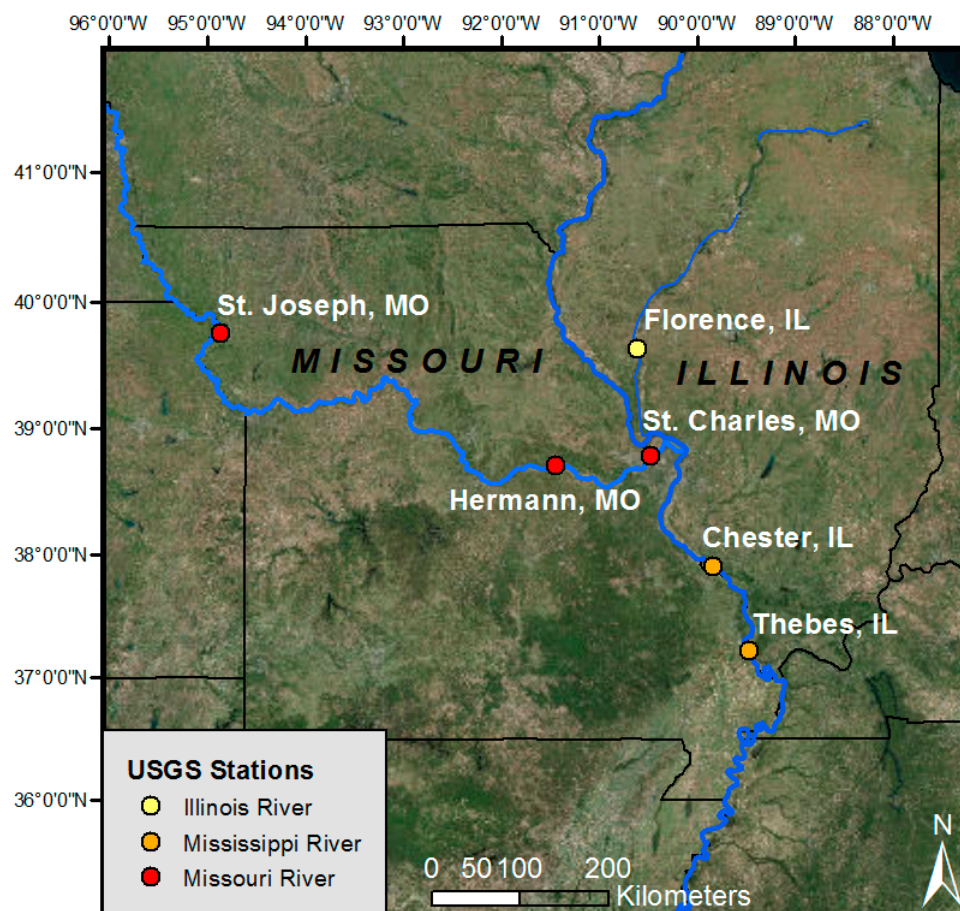 96°0'0"W 95°0'0"W 94°0'0"W 93°0'0"W 92°0'0"W 91°0'0"W 90°0'0"W 89°0'0"W 88°0'0"W
41°0'0"N
40°0'0"N
St. Joseph, MO
Florence, IL
MISSOURI
ILLINOIS
39°0'0"N
St. Charles, MO
Hermann, MO
38°0'0"N
Chester, IL
Thebes, IL
37°0'0"N
36°0'0"N
USGS Stations
Illinois River
Mississippi River
Missouri River
0 50 100 200
Kilometers
N